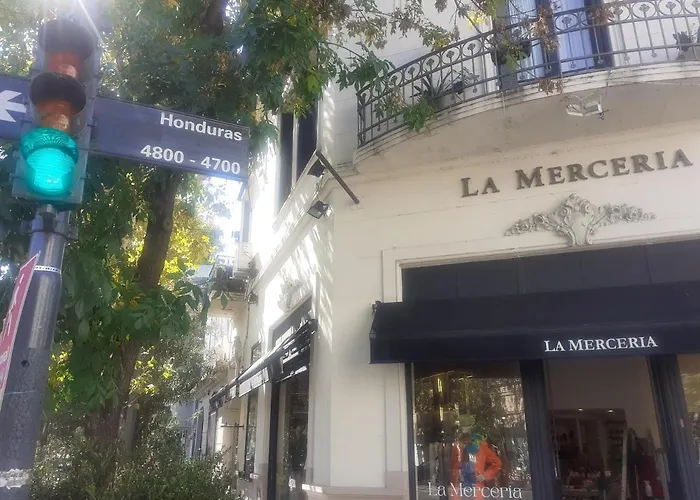 Honduras
4800 - 4700
LA MERCERIA
LA MERCERIA
La Merceria